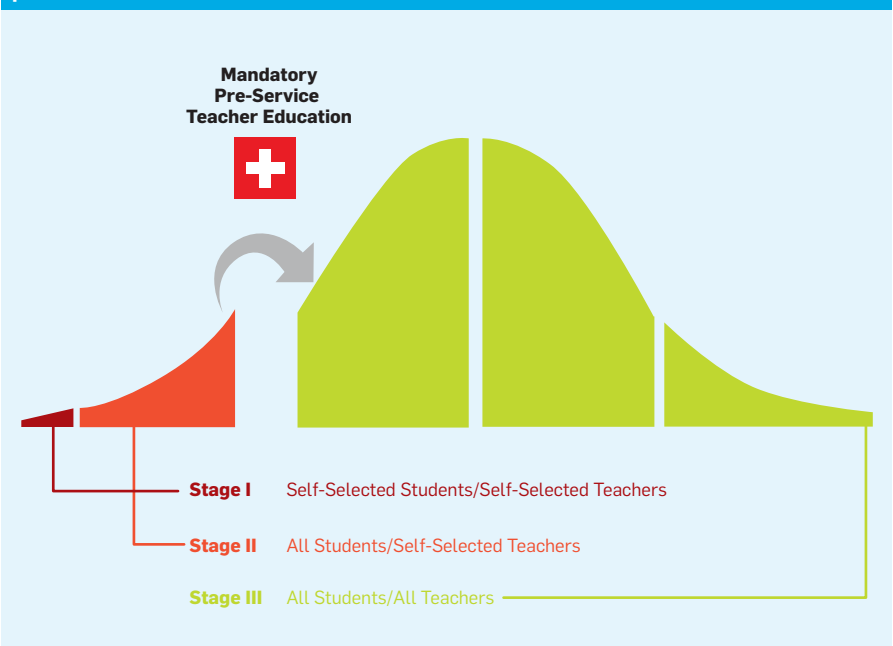 Mandatory
Pre-Service
Teacher Education
Stage I Self-Selected Students/Self-Selected Teachers
Stage II All Students/Self-Selected Teachers
Stage III All Students/All Teachers